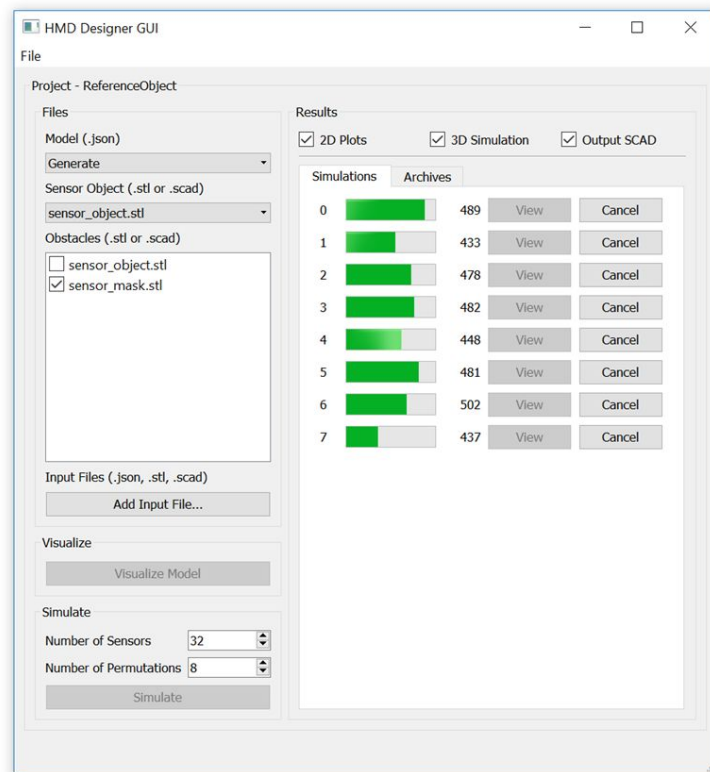 HMD Designer GUI
File
Project - ReferenceObject
Files
Model (.json)
Generate
Sensor Object (.stl or .scad)
sensor_object.stl
Obstacles (.stl or .scad)
sensor_object.stl
sensor_mask.stl
Input Files (.json, .stl, .scad)
Add Input File...
Visualize
Visualize Model
Simulate
Number of Sensors 32
Number of Permutations 8
Simulate
Results
2D Plots 3D Simulation Output SCAD
Simulations Archives
0 489 View Cancel
1 433 View Cancel
2 478 View Cancel
3 482 View Cancel
4 448 View Cancel
5 481 View Cancel
6 502 View Cancel
7 437 View Cancel